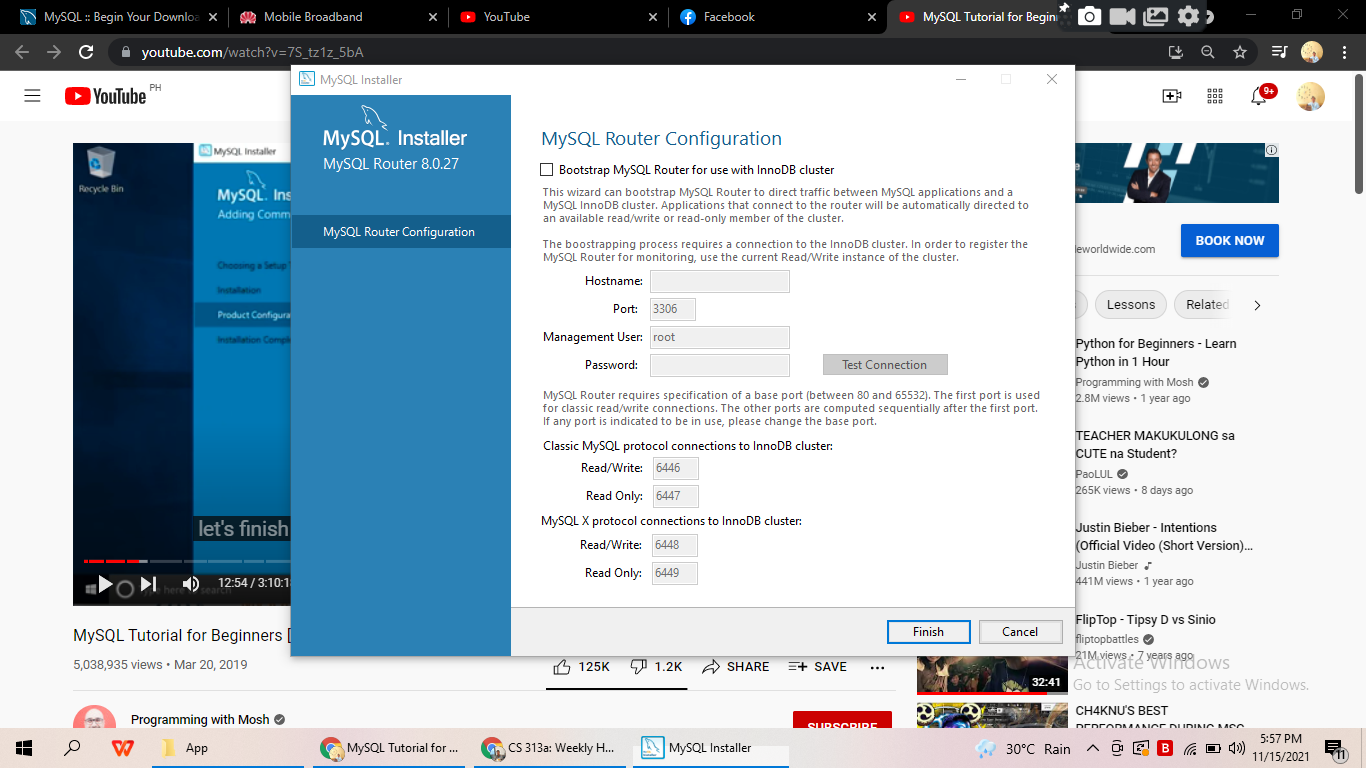 MySQL :: Begin Your Downloa
Mobile Broadband
YouTube
Facebook
MySQL Tutorial for Begin
youtube.com/watch?v=7S_tz1z_5bA
YouTube PH
9+
MySQL Installer
MySQL. Installer
MySQL Router 8.0.27
MySQL Router Configuration
MySQL Router Configuration
Bootstrap MySQL Router for use with InnoDB cluster
This wizard can bootstrap MySQL Router to direct traffic between MySQL applications and a
MySQL InnoDB cluster. Applications that connect to the router will be automatically directed to
an available read/write or read-only member of the cluster.
The boostrapping process requires a connection to the InnoDB cluster. In order to register the
MySQL Router for monitoring, use the current Read/Write instance of the cluster.
Hostname:
Port: 3306
Management User: root
Password:
Test Connection
MySQL Router requires specification of a base port (between 80 and 65532). The first port is used
for classic read/write connections. The other ports are computed sequentially after the first port.
If any port is indicated to be in use, please change the base port.
Classic MySQL protocol connections to InnoDB cluster:
Read/Write: 6446
Read Only: 6447
MySQL X protocol connections to InnoDB cluster:
Read/Write: 6448
Read Only: 6449
Finish
Cancel
Recycle Bin
MySQL Installer
MySQL. Inst
Adding Comm
Choosing a Setup
Installation
Product Configura
Installation Comple
let's finish
12:54 / 3:10:18
MySQL Tutorial for Beginners [
5,038,935 views • Mar 20, 2019
125K
1.2K
SHARE
SAVE
Programming with Mosh
SUBSCRIBE
leworldwide.com
BOOK NOW
Lessons
Related
Python for Beginners - Learn
Python in 1 Hour
Programming with Mosh
2.8M views • 1 year ago
TEACHER MAKUKULONG sa
CUTE na Student?
PaoLUL
265K views • 8 days ago
Justin Bieber - Intentions
(Official Video (Short Version)...
Justin Bieber
441M views • 1 year ago
FlipTop - Tipsy D vs Sinio
fliptopbattles
21M views • 7 years ago
32:41
Activate Windows
Go to Settings to activate Windows.
CH4KNU'S BEST
PERFORMANCE DURING MSC
App
MySQL Tutorial for ...
CS 313a: Weekly H...
MySQL Installer
30°C Rain
5:57 PM
11/15/2021
11